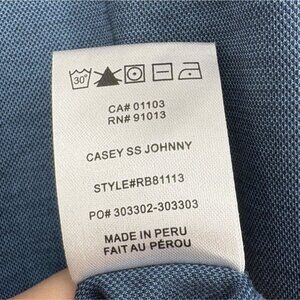 30°
CA# 01103
RN# 91013
CASEY SS JOHNNY
STYLE#RB81113
PO# 303302-303303
MADE IN PERU
FAIT AU PÉROU